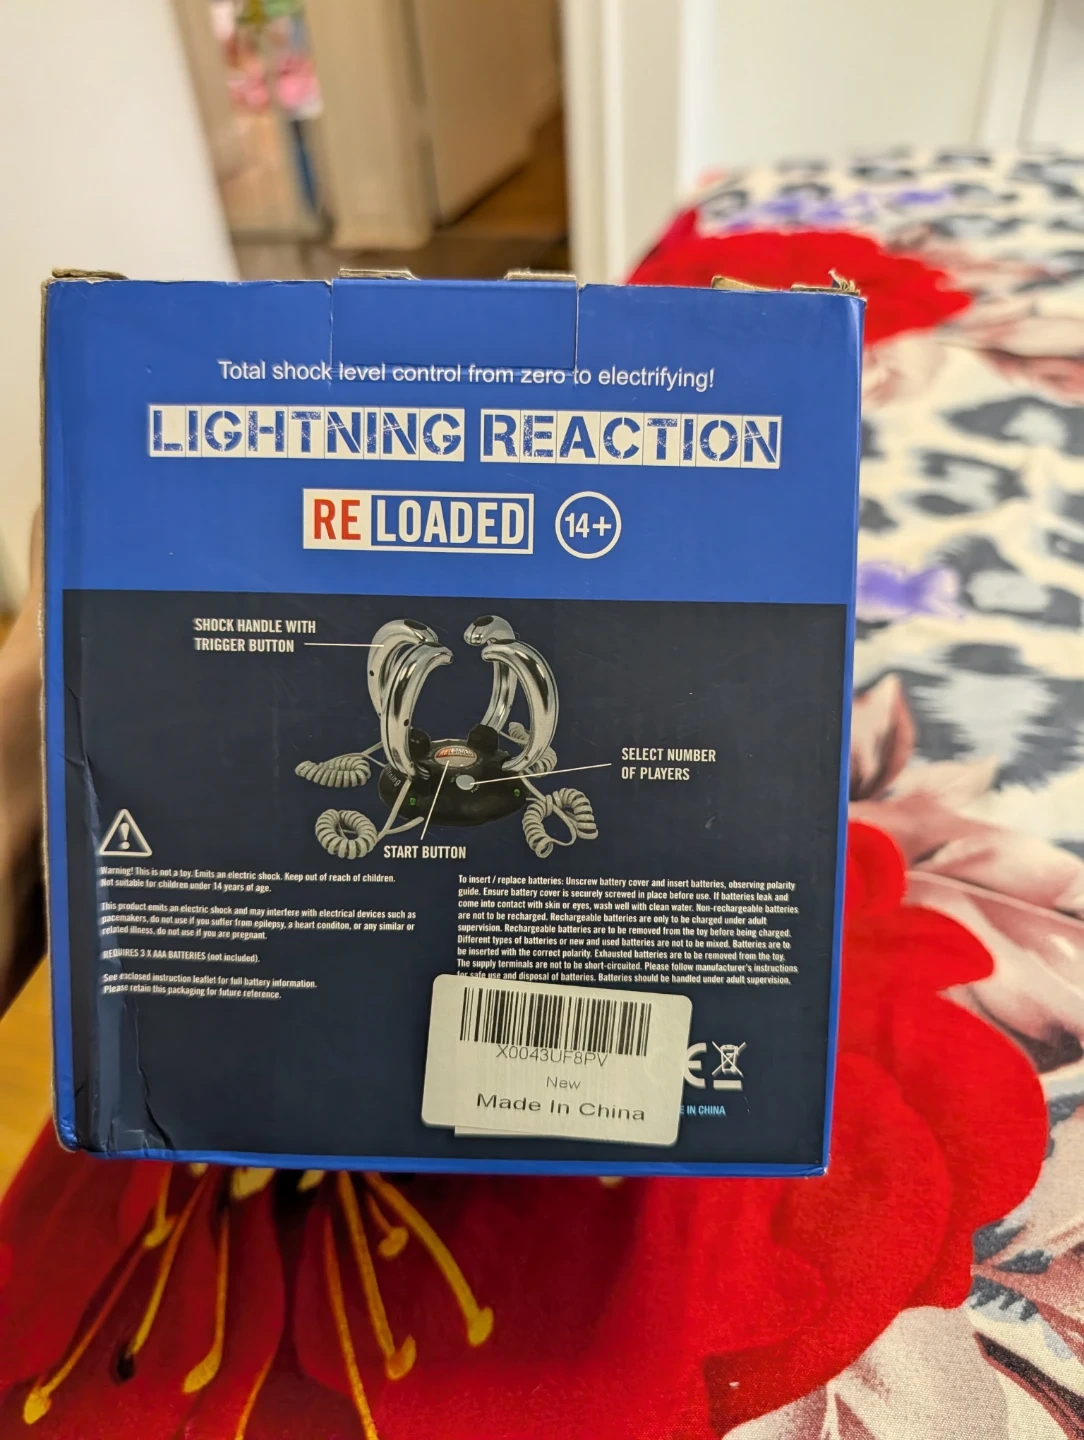 Total shock level control from zero to electrifying!
LIGHTNING REACTION
RELOADED 14+
SHOCK HANDLE WITH
TRIGGER BUTTON
SELECT NUMBER
OF PLAYERS
START BUTTON
Warning! This is not a toy. Emits an electric shock. Keep out of reach of children.
Not suitable for children under 14 years of age.
This product emits an electric shock and may interfere with electrical devices such as
pacemakers, do not use if you suffer from epilepsy, a heart conditon, or any similar or
related illness, do not use if you are pregnant.
REQUIRES 3 X AAA BATTERIES (not included).
See enclosed instruction leaflet for full battery information.
Please retain this packaging for future reference.
To insert / replace batteries: Unscrew battery cover and insert batteries, observing polarity
guide. Ensure battery cover is securely screwed in place before use. If batteries leak and
come into contact with skin or eyes, wash well with clean water. Non-rechargeable batteries
are not to be recharged. Rechargeable batteries are only to be charged under adult
supervision. Rechargeable batteries are to be removed from the toy before being charged.
Different types of batteries or new and used batteries are not to be mixed. Batteries are to
be inserted with the correct polarity. Exhausted batteries are to be removed from the toy.
The supply terminals are not to be short-circuited. Please follow manufacturer's instructions
for safe use and disposal of batteries. Batteries should be handled under adult supervision.
X0043UF8PV
New
Made In China
CE
E IN CHINA